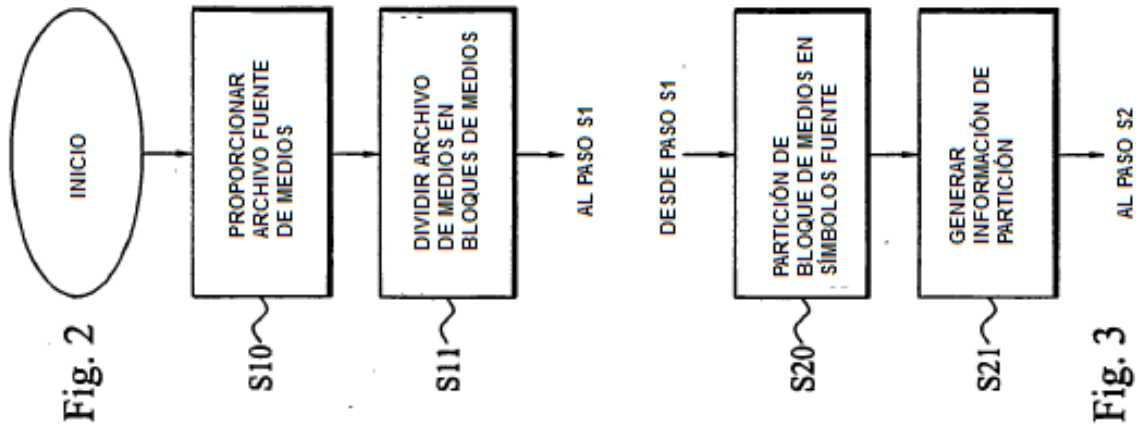 Fig. 2
INICIO
S10
PROPORCIONAR
ARCHIVO FUENTE
DE MEDIOS
S11
DIVIDIR ARCHIVO
DE MEDIOS EN
BLOQUES DE MEDIOS
AL PASO S1
DESDE PASO S1
S20
PARTICIÓN DE
BLOQUE DE MEDIOS EN
SÍMBOLOS FUENTE
S21
GENERAR
INFORMACIÓN DE
PARTICIÓN
AL PASO S2
Fig. 3